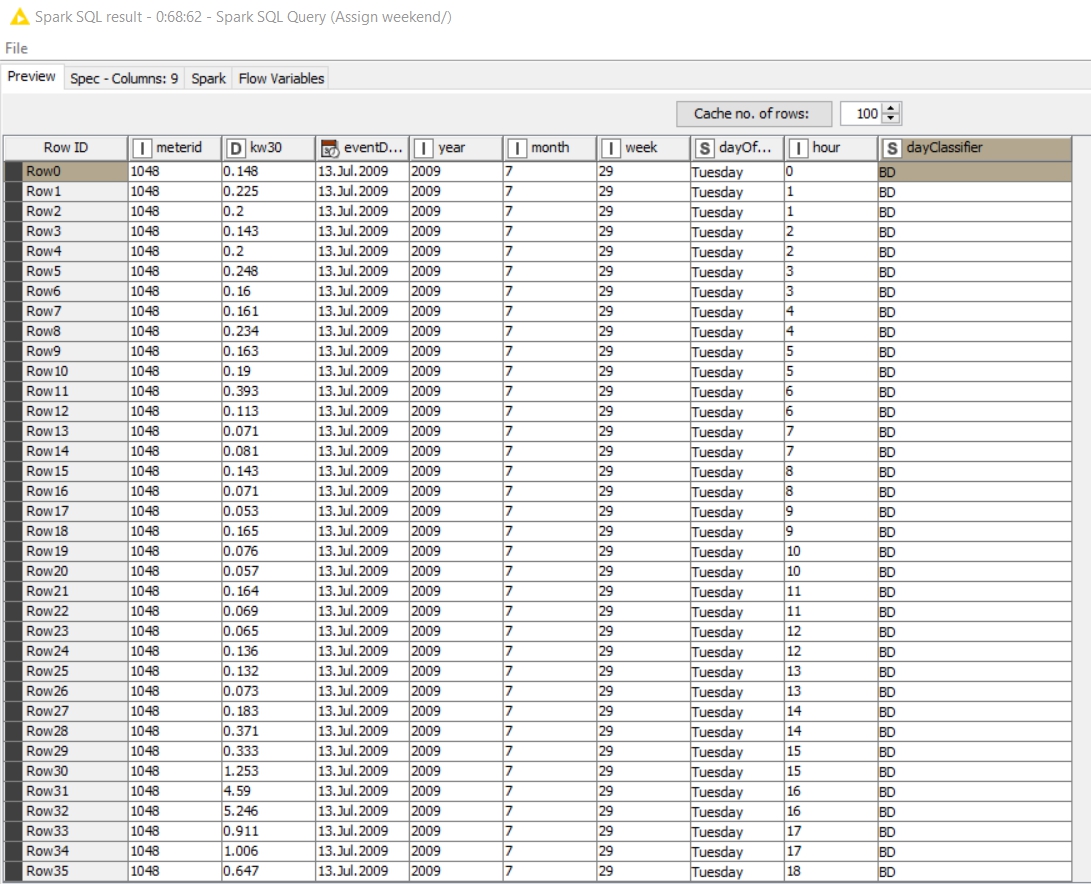 Spark SQL result - 0:68:62 - Spark SQL Query (Assign weekend/)
File
Preview Spec - Columns: 9 Spark Flow Variables
Cache no. of rows: 100
Row ID I meterid D kw30 eventD... I year I month I week S dayOf... I hour S dayClassifier
Row0 1048 0.148 13.Jul.2009 2009 7 29 Tuesday 0 BD
Row1 1048 0.225 13.Jul.2009 2009 7 29 Tuesday 1 BD
Row2 1048 0.2 13.Jul.2009 2009 7 29 Tuesday 1 BD
Row3 1048 0.143 13.Jul.2009 2009 7 29 Tuesday 2 BD
Row4 1048 0.2 13.Jul.2009 2009 7 29 Tuesday 2 BD
Row5 1048 0.248 13.Jul.2009 2009 7 29 Tuesday 3 BD
Row6 1048 0.16 13.Jul.2009 2009 7 29 Tuesday 3 BD
Row7 1048 0.161 13.Jul.2009 2009 7 29 Tuesday 4 BD
Row8 1048 0.234 13.Jul.2009 2009 7 29 Tuesday 4 BD
Row9 1048 0.163 13.Jul.2009 2009 7 29 Tuesday 5 BD
Row10 1048 0.19 13.Jul.2009 2009 7 29 Tuesday 5 BD
Row11 1048 0.393 13.Jul.2009 2009 7 29 Tuesday 6 BD
Row12 1048 0.113 13.Jul.2009 2009 7 29 Tuesday 6 BD
Row13 1048 0.071 13.Jul.2009 2009 7 29 Tuesday 7 BD
Row14 1048 0.081 13.Jul.2009 2009 7 29 Tuesday 7 BD
Row15 1048 0.143 13.Jul.2009 2009 7 29 Tuesday 8 BD
Row16 1048 0.071 13.Jul.2009 2009 7 29 Tuesday 8 BD
Row17 1048 0.053 13.Jul.2009 2009 7 29 Tuesday 9 BD
Row18 1048 0.165 13.Jul.2009 2009 7 29 Tuesday 9 BD
Row19 1048 0.076 13.Jul.2009 2009 7 29 Tuesday 10 BD
Row20 1048 0.057 13.Jul.2009 2009 7 29 Tuesday 10 BD
Row21 1048 0.164 13.Jul.2009 2009 7 29 Tuesday 11 BD
Row22 1048 0.069 13.Jul.2009 2009 7 29 Tuesday 11 BD
Row23 1048 0.065 13.Jul.2009 2009 7 29 Tuesday 12 BD
Row24 1048 0.136 13.Jul.2009 2009 7 29 Tuesday 12 BD
Row25 1048 0.132 13.Jul.2009 2009 7 29 Tuesday 13 BD
Row26 1048 0.073 13.Jul.2009 2009 7 29 Tuesday 13 BD
Row27 1048 0.183 13.Jul.2009 2009 7 29 Tuesday 14 BD
Row28 1048 0.371 13.Jul.2009 2009 7 29 Tuesday 14 BD
Row29 1048 0.333 13.Jul.2009 2009 7 29 Tuesday 15 BD
Row30 1048 1.253 13.Jul.2009 2009 7 29 Tuesday 15 BD
Row31 1048 4.59 13.Jul.2009 2009 7 29 Tuesday 16 BD
Row32 1048 5.246 13.Jul.2009 2009 7 29 Tuesday 16 BD
Row33 1048 0.911 13.Jul.2009 2009 7 29 Tuesday 17 BD
Row34 1048 1.006 13.Jul.2009 2009 7 29 Tuesday 17 BD
Row35 1048 0.647 13.Jul.2009 2009 7 29 Tuesday 18 BD